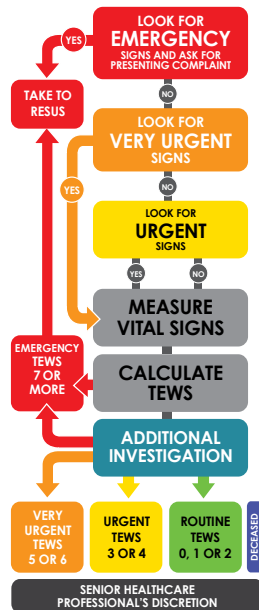 LOOK FOR
EMERGENCY
SIGNS AND ASK FOR
PRESENTING COMPLAINT
YES
TAKE TO
RESUS
NO
LOOK FOR
VERY URGENT
SIGNS
YES
NO
LOOK FOR
URGENT
SIGNS
YES
NO
MEASURE
VITAL SIGNS
EMERGENCY
TEWS
7 OR
MORE
CALCULATE
TEWS
ADDITIONAL
INVESTIGATION
VERY
URGENT
TEWS
5 OR 6
URGENT
TEWS
3 OR 4
ROUTINE
TEWS
0, 1 OR 2
DECEASED
SENIOR HEALTHCARE
PROFESSIONAL'S DISCRETION